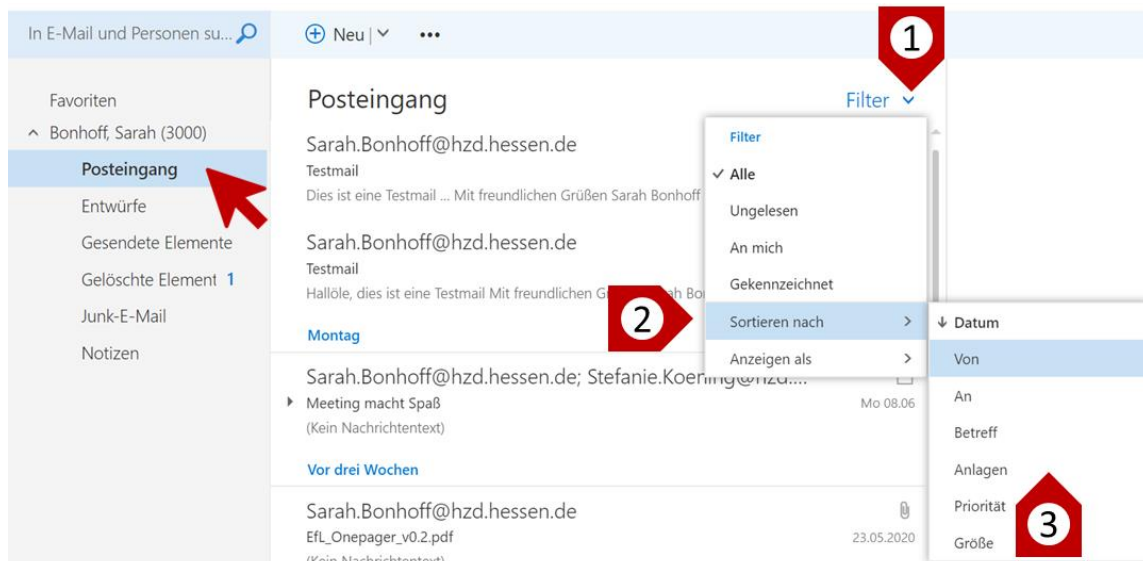 In E-Mail und Personen su...
Neu
1
Favoriten
Bonhoff, Sarah (3000)
Posteingang
Entwürfe
Gesendete Elemente
Gelöschte Element 1
Junk-E-Mail
Notizen
Posteingang
Filter
Sarah.Bonhoff@hzd.hessen.de
Testmail
Dies ist eine Testmail ... Mit freundlichen Grüßen Sarah Bonhoff
Sarah.Bonhoff@hzd.hessen.de
Testmail
Hallöle, dies ist eine Testmail Mit freundlichen
Montag
Sarah.Bonhoff@hzd.hessen.de; Stefanie.Koening@hzd....
Meeting macht Spaß
Mo 08.06
(Kein Nachrichtentext)
Vor drei Wochen
Sarah.Bonhoff@hzd.hessen.de
EfL_Onepager_v0.2.pdf
23.05.2020
(Kein Nachrichtentext)
Filter
Alle
Ungelesen
An mich
Gekennzeichnet
2
Sortieren nach
Anzeigen als
Datum
Von
An
Betreff
Anlagen
Priorität
Größe
3